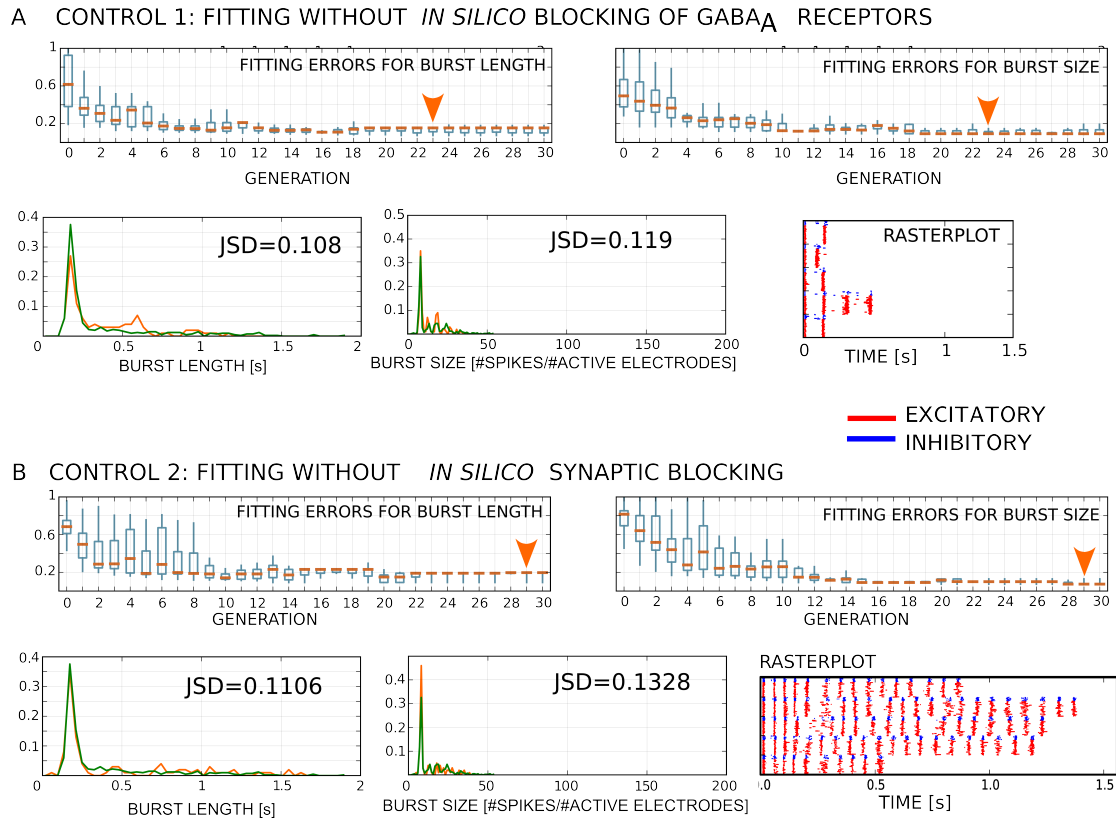 A CONTROL 1: FITTING WITHOUT IN SILICO BLOCKING OF GABAA RECEPTORS
FITTING ERRORS FOR BURST LENGTH
1
0.6
0.2
0 2 4 6 8 10 12 14 16 18 20 22 24 26 28 30
GENERATION
FITTING ERRORS FOR BURST SIZE
0 2 4 6 8 10 12 14 16 18 20 22 24 26 28 30
GENERATION
JSD=0.108
0.4
0.3
0.2
0.1
0 0.5 1 1.5 2
BURST LENGTH [s]
JSD=0.119
0.5
0.4
0.3
0.2
0.1
0 50 100 150 200
BURST SIZE [#SPIKES/#ACTIVE ELECTRODES]
RASTERPLOT
0 1 1.5
TIME [s]
EXCITATORY
INHIBITORY
B CONTROL 2: FITTING WITHOUT IN SILICO SYNAPTIC BLOCKING
FITTING ERRORS FOR BURST LENGTH
1
0.6
0.2
0 2 4 6 8 10 12 14 16 18 20 22 24 26 28 30
GENERATION
FITTING ERRORS FOR BURST SIZE
0 2 4 6 8 10 12 14 16 18 20 22 24 26 28 30
GENERATION
JSD=0.1106
0.4
0.3
0.2
0.1
0
0 0.5 1 1.5 2
BURST LENGTH [s]
JSD=0.1328
0.4
0.3
0.2
0.1
0 50 100 150 200
BURST SIZE [#SPIKES/#ACTIVE ELECTRODES]
RASTERPLOT
.0 0.5 1.0 1.5
TIME [s]